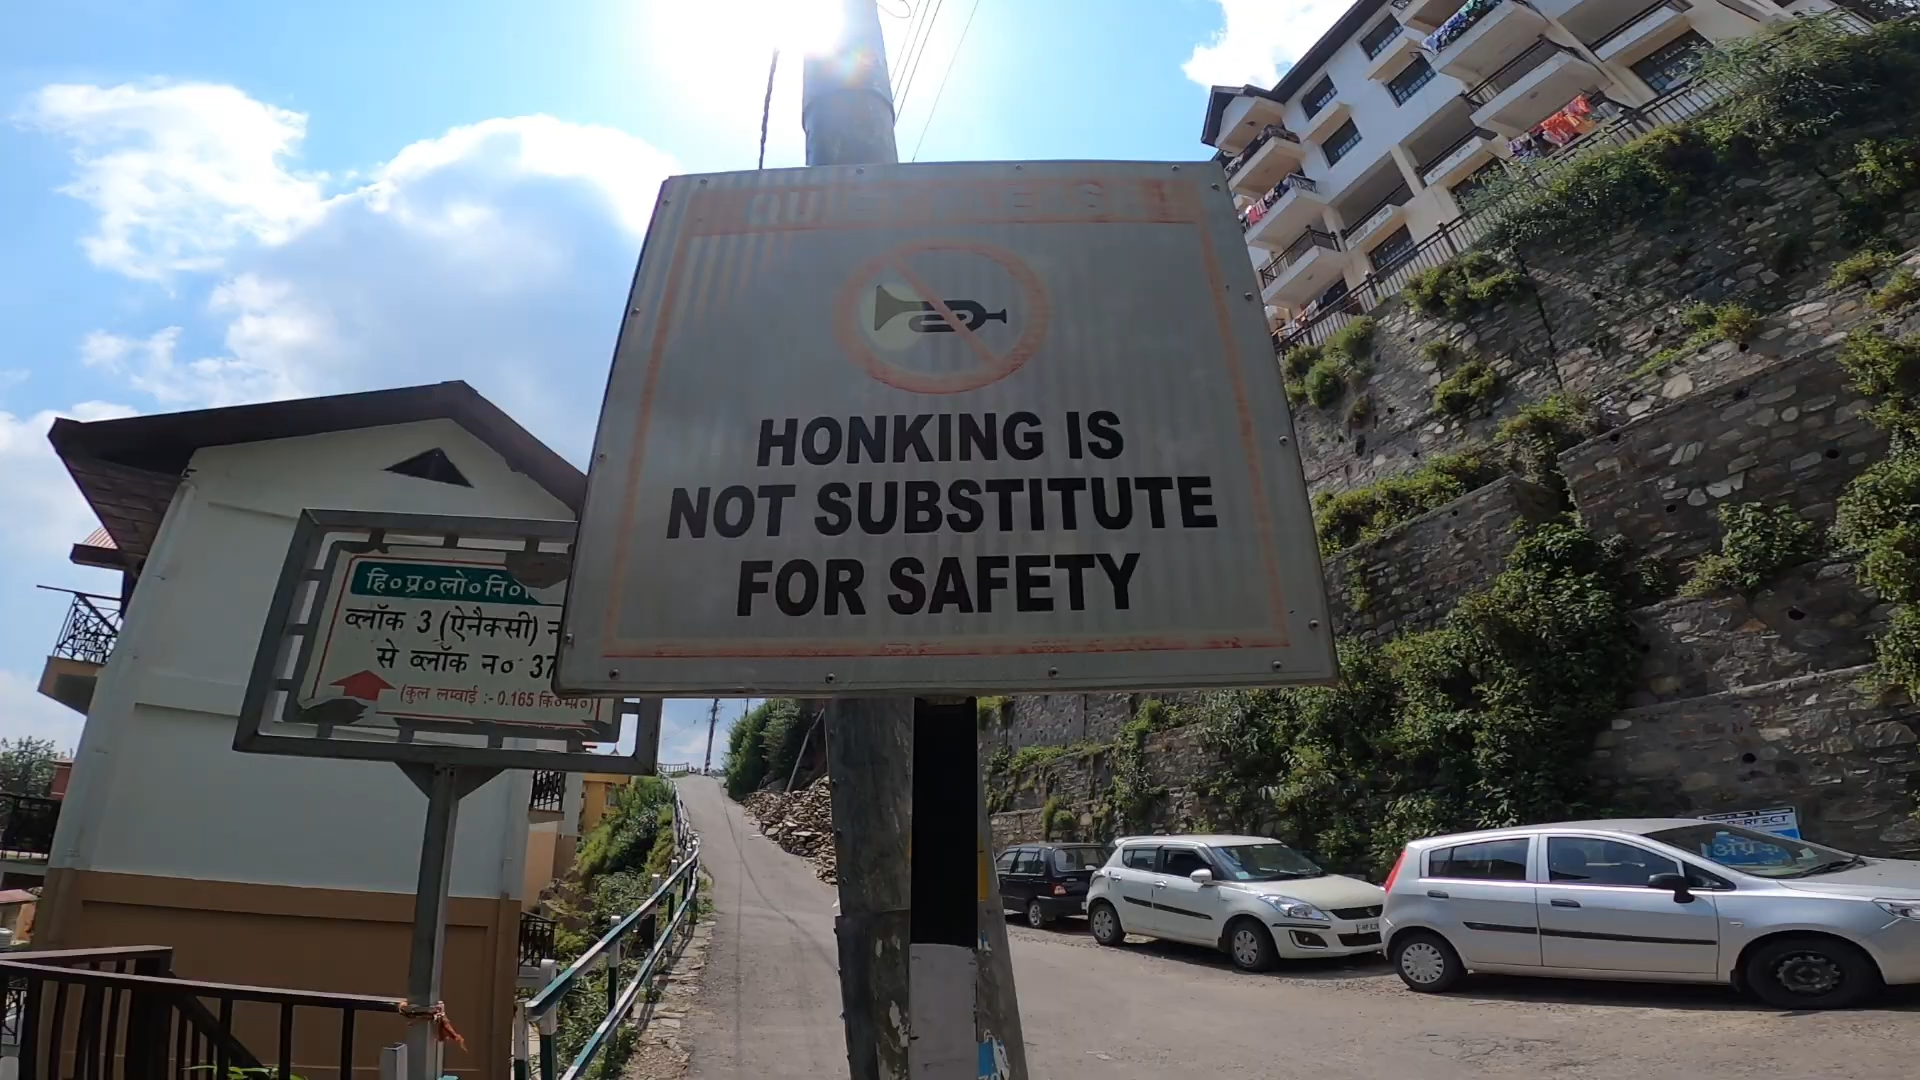 HONKING IS
NOT SUBSTITUTE
FOR SAFETY
हि०प्र०लो०नि०
ब्लॉक 3 (ऐनैक्सी)
से ब्लॉक न० 37
(कुल लम्वाई :- 0.165 कि०मी०)
PERFECT